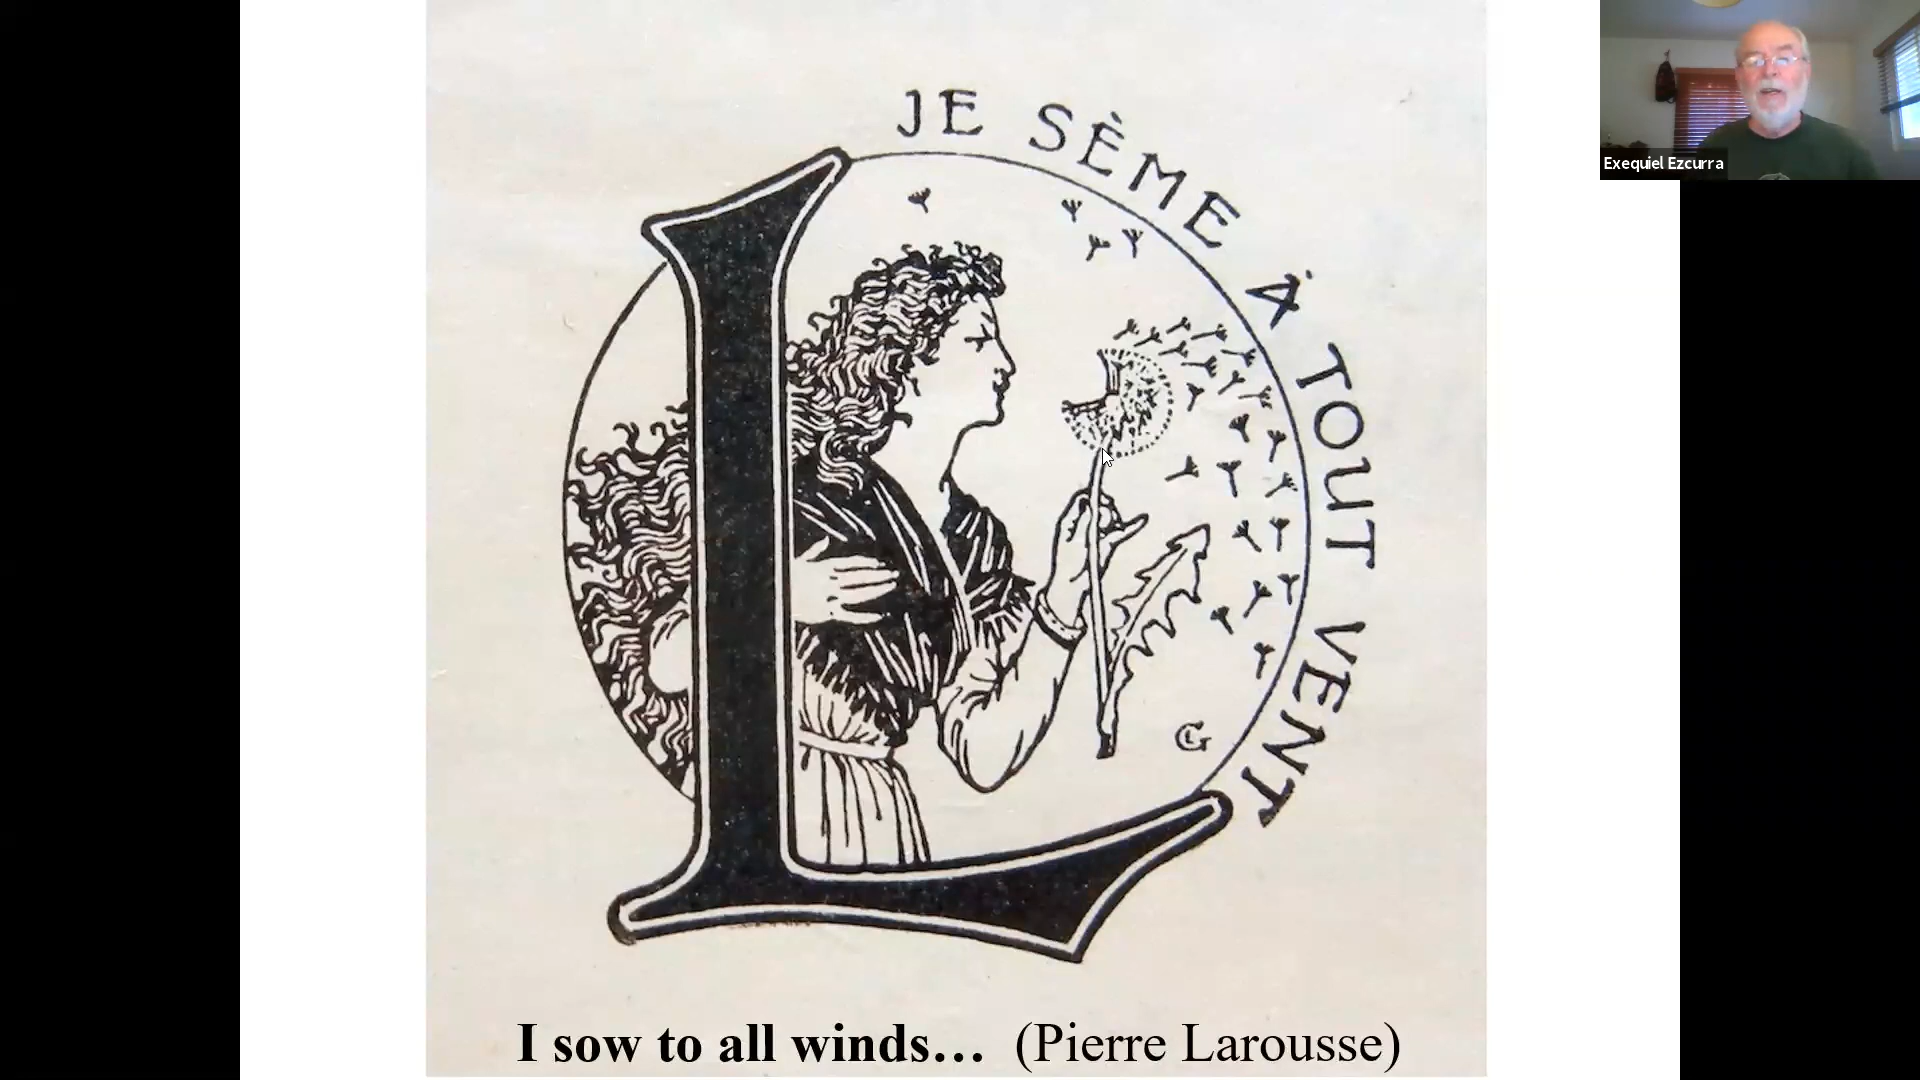 JE SÈME À TOUT VENT
L
G
I sow to all winds… (Pierre Larousse)
Exequiel Ezcurra